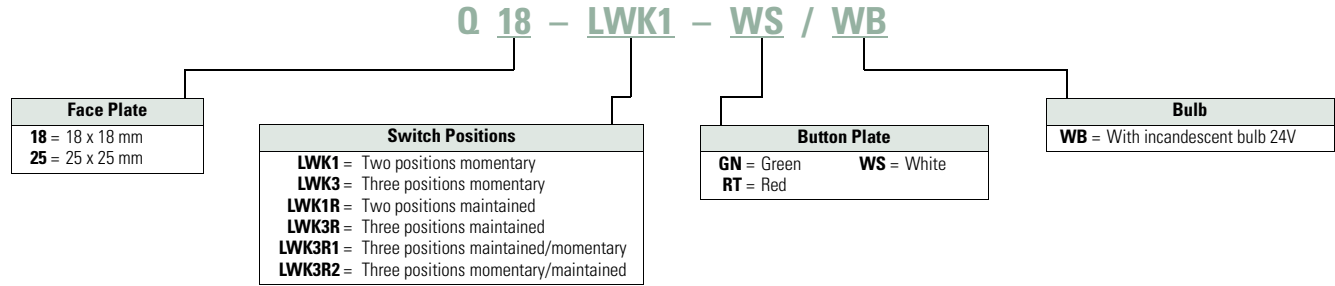 Q 18 – LWK1 – WS / WB
Face Plate
18 = 18 x 18 mm
25 = 25 x 25 mm
Switch Positions
LWK1 = Two positions momentary
LWK3 = Three positions momentary
LWK1R = Two positions maintained
LWK3R = Three positions maintained
LWK3R1 = Three positions maintained/momentary
LWK3R2 = Three positions momentary/maintained
Button Plate
GN = Green WS = White
RT = Red
Bulb
WB = With incandescent bulb 24V